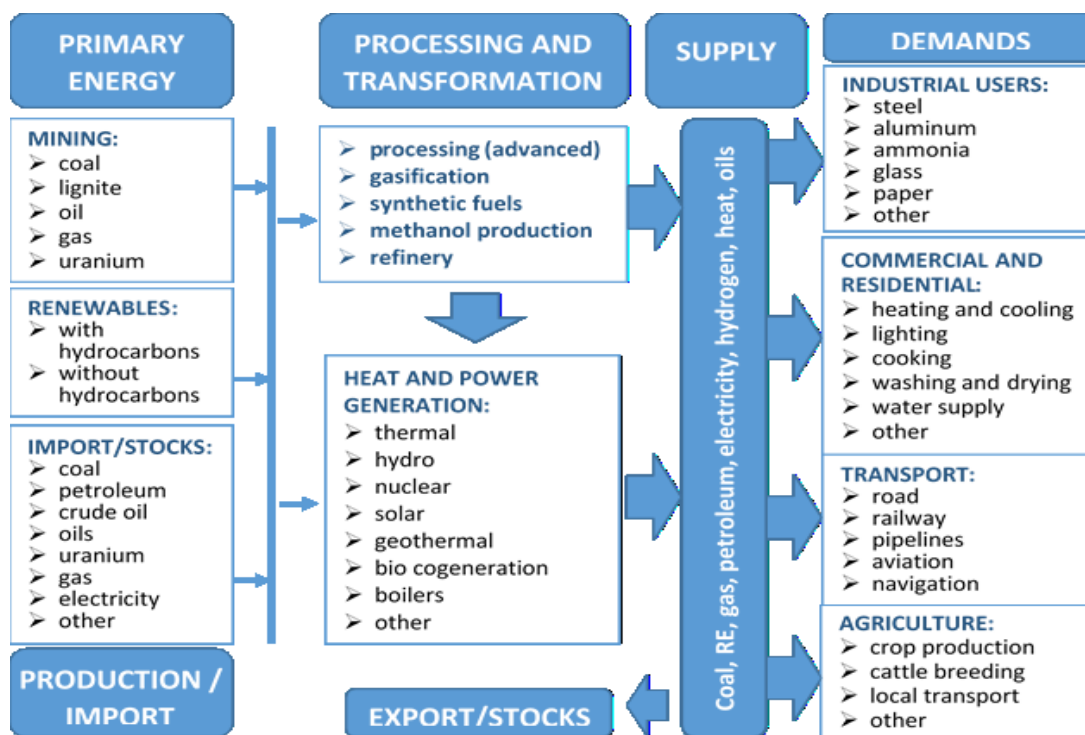 PRIMARY
ENERGY
MINING:
➢ coal
➢ lignite
➢ oil
➢ gas
➢ uranium
RENEWABLES:
➢ with
hydrocarbons
➢ without
hydrocarbons
IMPORT/STOCKS:
➢ coal
➢ petroleum
➢ crude oil
➢ oils
➢ uranium
➢ gas
➢ electricity
➢ other
PRODUCTION /
IMPORT
PROCESSING AND
TRANSFORMATION
➢ processing (advanced)
➢ gasification
➢ synthetic fuels
➢ methanol production
➢ refinery
HEAT AND POWER
GENERATION:
➢ thermal
➢ hydro
➢ nuclear
➢ solar
➢ geothermal
➢ bio cogeneration
➢ boilers
➢ other
EXPORT/STOCKS
SUPPLY
Coal, RE, gas, petroleum, electricity, hydrogen, heat, oils
DEMANDS
INDUSTRIAL USERS:
➢ steel
➢ aluminum
➢ ammonia
➢ glass
➢ paper
➢ other
COMMERCIAL AND
RESIDENTIAL:
➢ heating and cooling
➢ lighting
➢ cooking
➢ washing and drying
➢ water supply
➢ other
TRANSPORT:
➢ road
➢ railway
➢ pipelines
➢ aviation
➢ navigation
AGRICULTURE:
➢ crop production
➢ cattle breeding
➢ local transport
➢ other